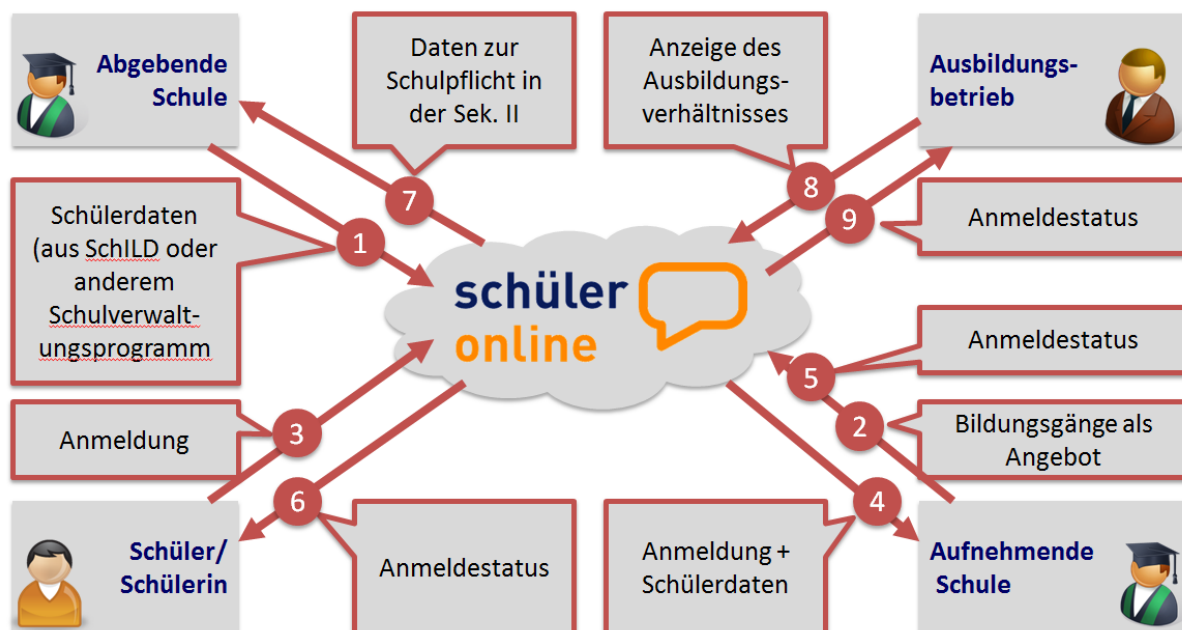 Abgebende
Schule
Daten zur
Schulpflicht in
der Sek. II
Anzeige des
Ausbildungs-
verhältnisses
Ausbildungs-
betrieb
7
8
9
1
Schülerdaten
(aus SchILD oder
anderem
Schulverwalt-
ungsprogramm
Anmeldestatus
schüler
online
Anmeldestatus
5
Anmeldung
3
2
Bildungsgänge als
Angebot
6
4
Schüler/
Schülerin
Anmeldestatus
Anmeldung +
Schülerdaten
Aufnehmende
Schule